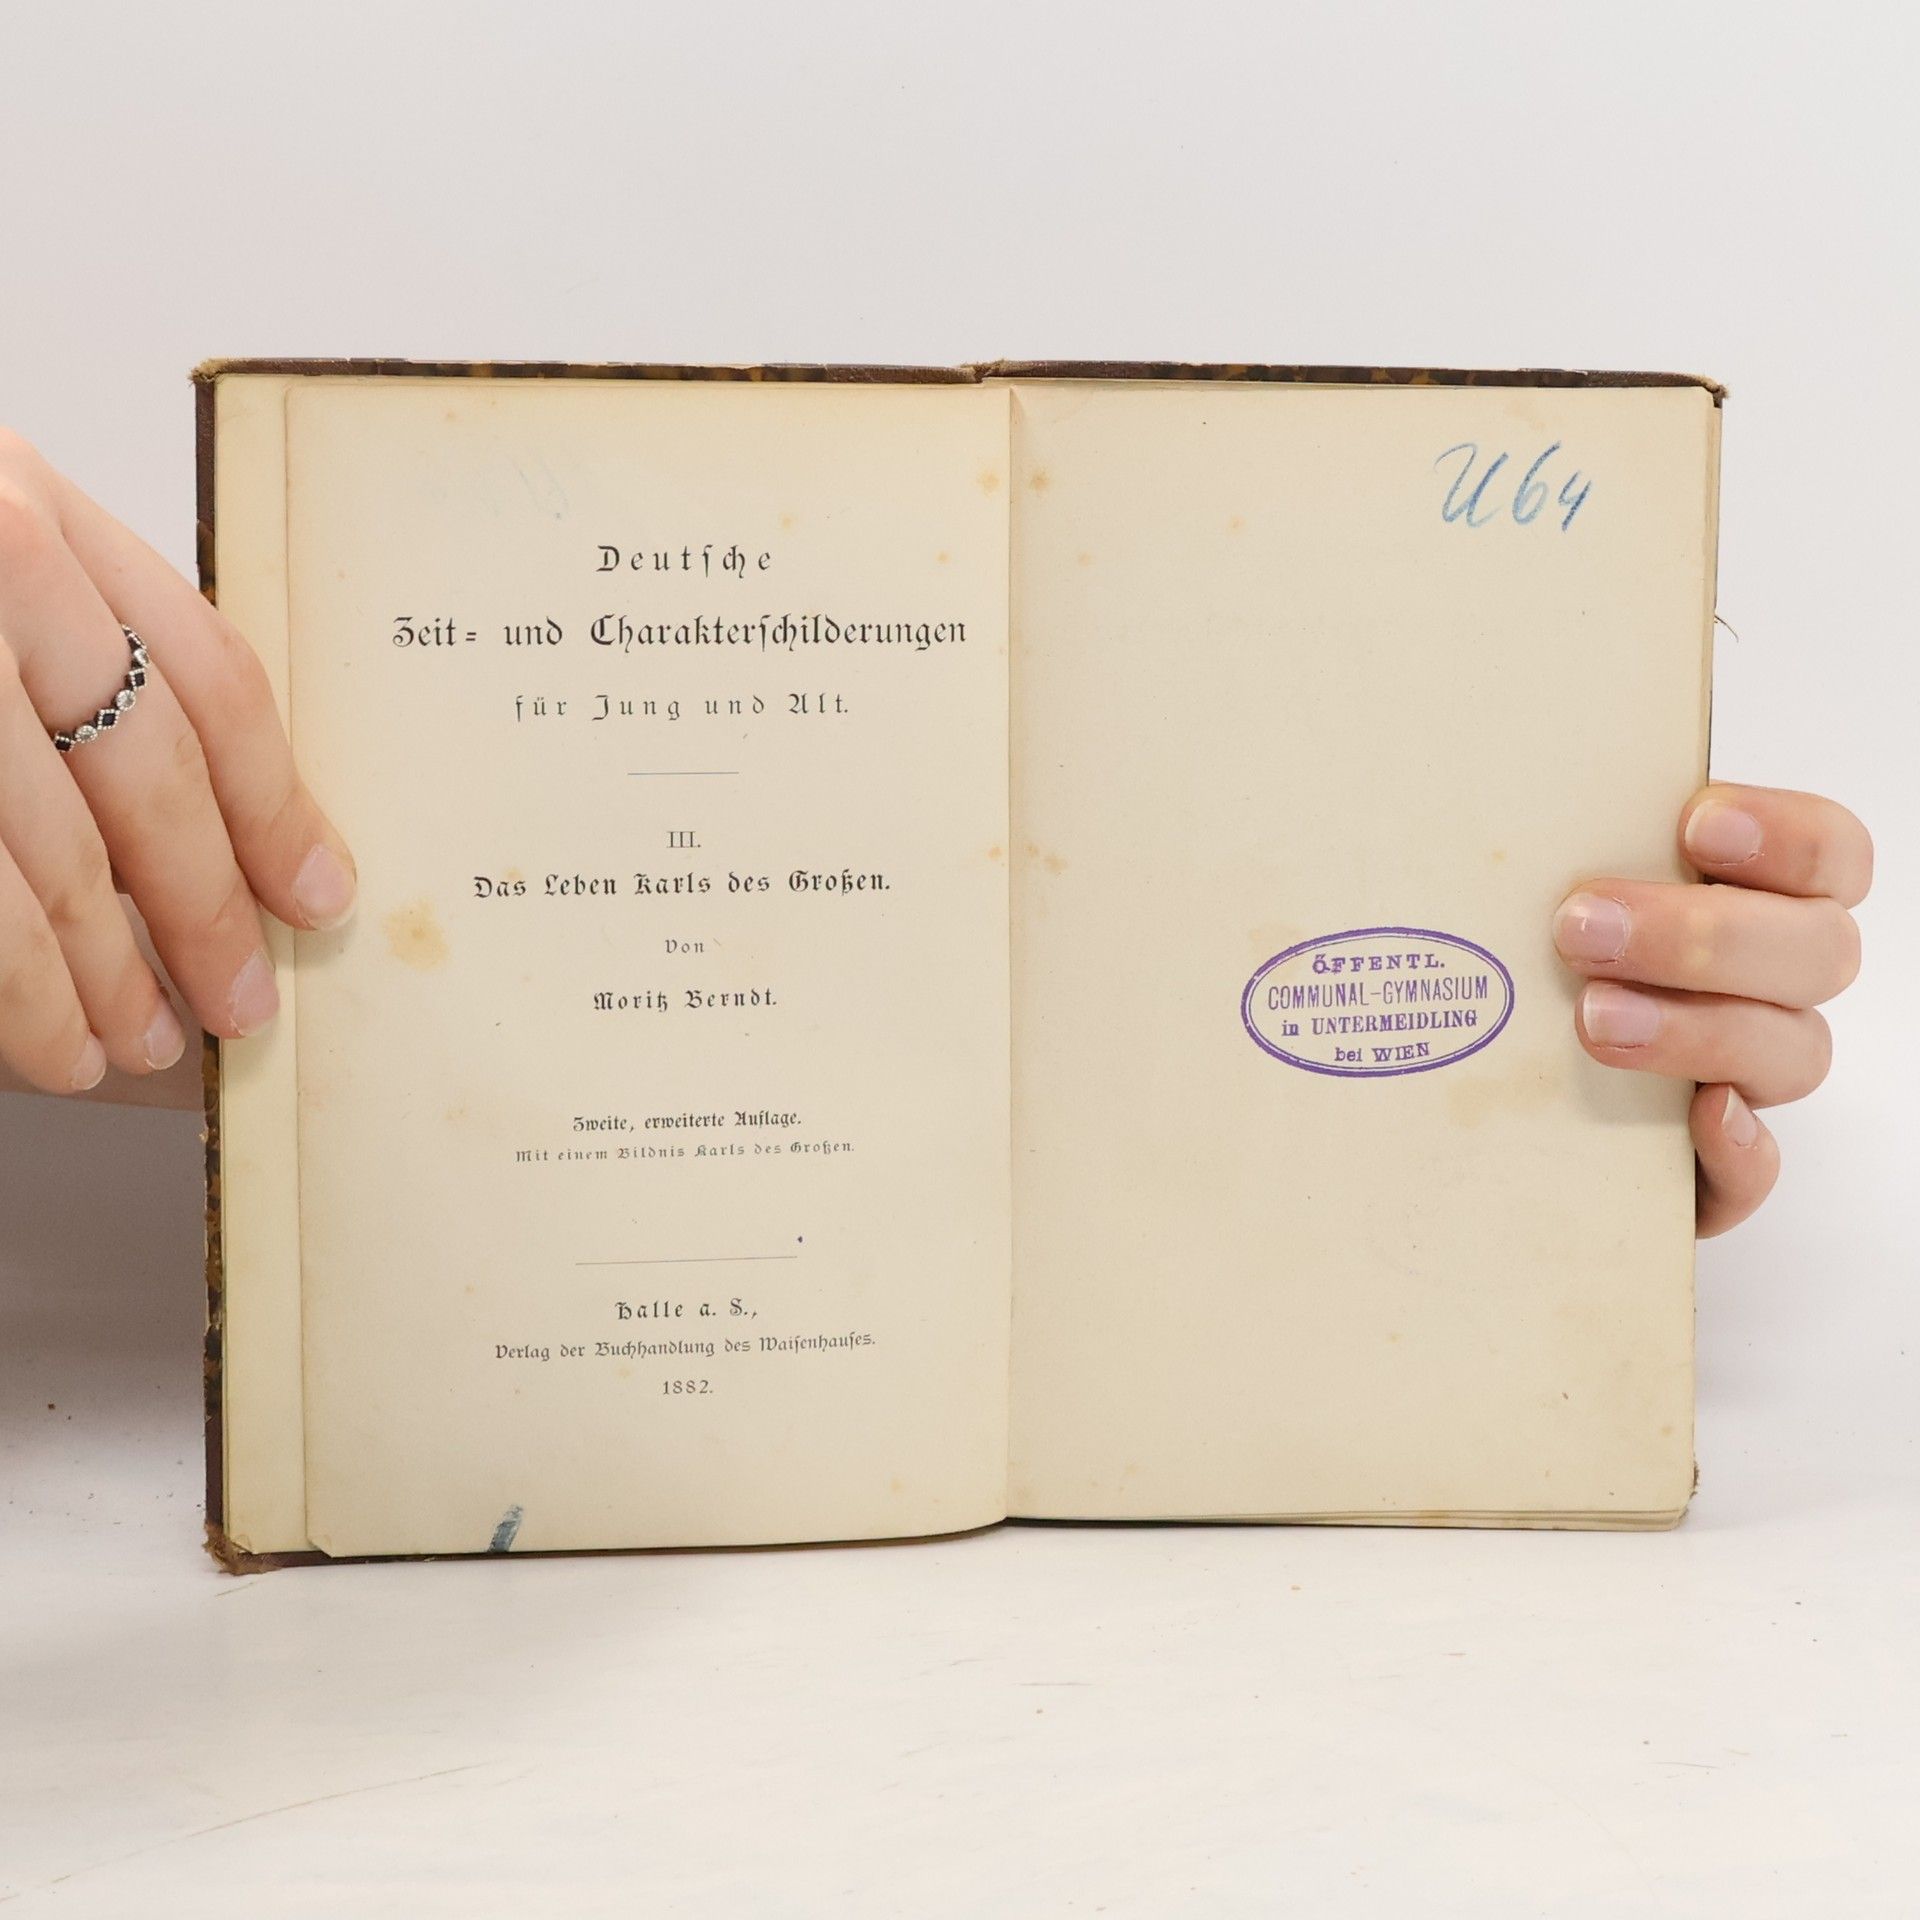 Deutſche
Zeit= und Charakterſchilderungen
für Jung und Alt.
III.
Das Leben Karls des Großen.
Von
Moritz Berndt.
Zweite, erweiterte Auflage.
Mit einem Bildnis Karls des Großen.
Halle a. S.,
Verlag der Buchhandlung des Waiſenhauſes.
1882.
U 64
ÖFFENTL.
COMMUNAL-GYMNASIUM
in UNTERMEIDLING
bei WIEN